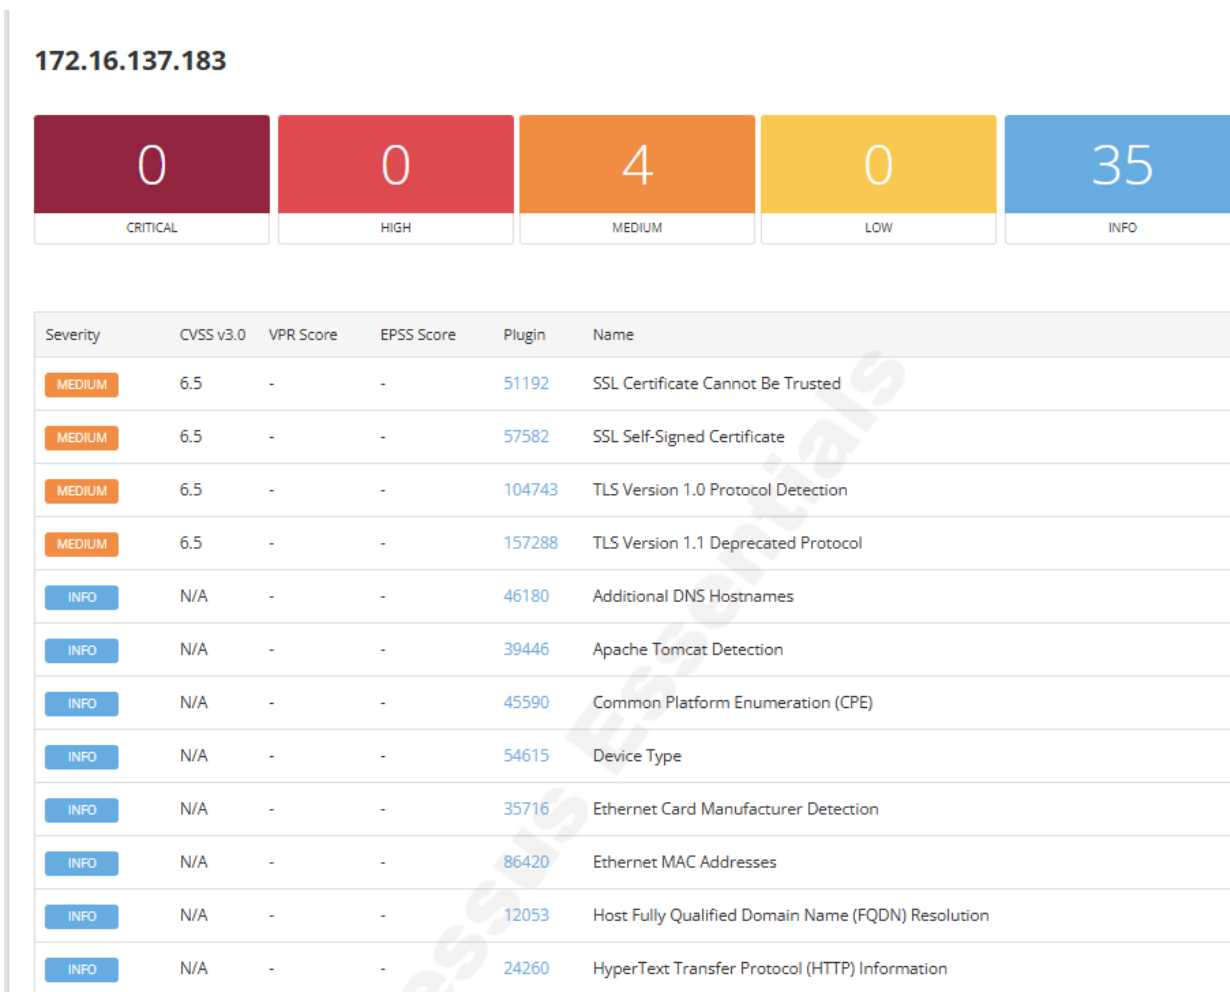 172.16.137.183
0 0 4 0 35
CRITICAL HIGH MEDIUM LOW INFO
Severity CVSS v3.0 VPR Score EPSS Score Plugin Name
MEDIUM 6.5 - - 51192 SSL Certificate Cannot Be Trusted
MEDIUM 6.5 - - 57582 SSL Self-Signed Certificate
MEDIUM 6.5 - - 104743 TLS Version 1.0 Protocol Detection
MEDIUM 6.5 - - 157288 TLS Version 1.1 Deprecated Protocol
INFO N/A - - 46180 Additional DNS Hostnames
INFO N/A - - 39446 Apache Tomcat Detection
INFO N/A - - 45590 Common Platform Enumeration (CPE)
INFO N/A - - 54615 Device Type
INFO N/A - - 35716 Ethernet Card Manufacturer Detection
INFO N/A - - 86420 Ethernet MAC Addresses
INFO N/A - - 12053 Host Fully Qualified Domain Name (FQDN) Resolution
INFO N/A - - 24260 HyperText Transfer Protocol (HTTP) Information
essus Essentials